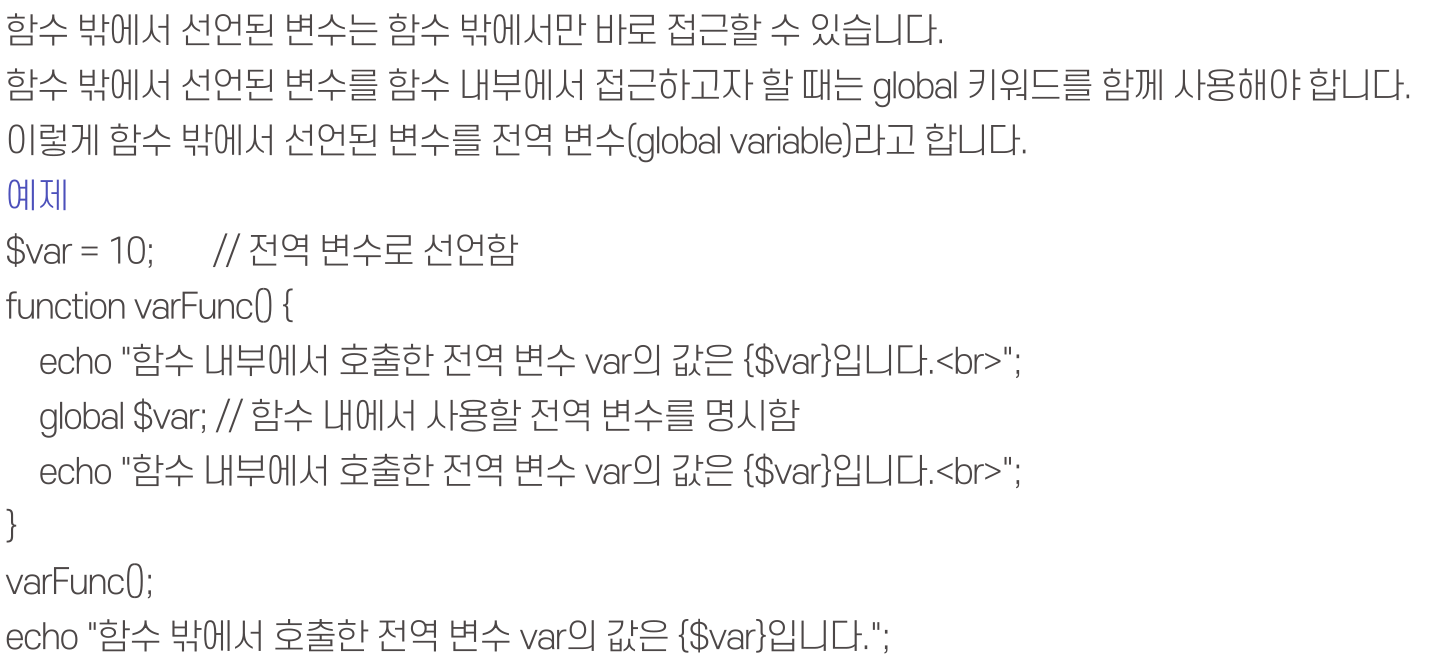 함수 밖에서 선언된 변수는 함수 밖에서만 바로 접근할 수 있습니다.
함수 밖에서 선언된 변수를 함수 내부에서 접근하고자 할 때는 global 키워드를 함께 사용해야 합니다.
이렇게 함수 밖에서 선언된 변수를 전역 변수(global variable)라고 합니다.
예제
$var = 10;      // 전역 변수로 선언함
function varFunc() {
    echo "함수 내부에서 호출한 전역 변수 var의 값은 {$var}입니다.<br>";
    global $var; // 함수 내에서 사용할 전역 변수를 명시함
    echo "함수 내부에서 호출한 전역 변수 var의 값은 {$var}입니다.<br>";
}
varFunc();
echo "함수 밖에서 호출한 전역 변수 var의 값은 {$var}입니다.";